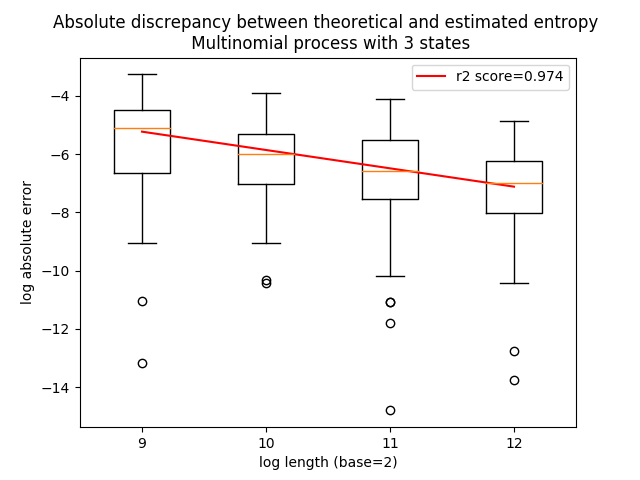 Absolute discrepancy between theoretical and estimated entropy
Multinomial process with 3 states
r2 score=0.974
log absolute error
−4
−6
−8
−10
−12
−14
9
10
11
12
log length (base=2)